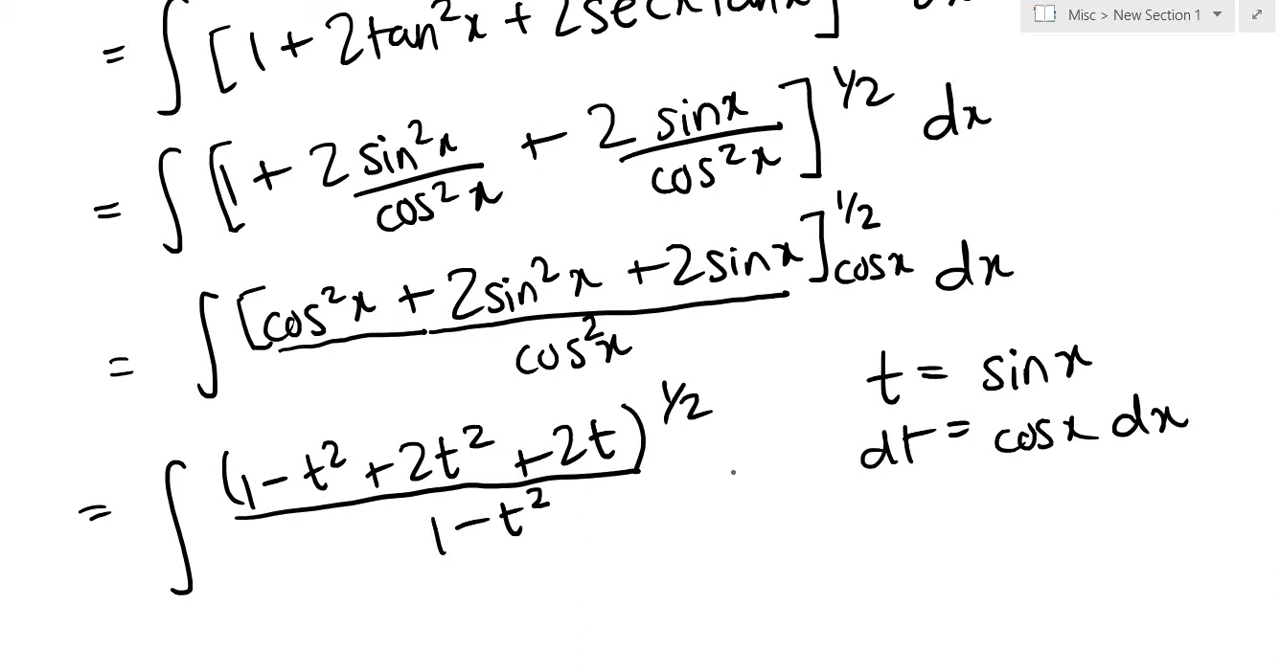 Misc > New Section 1
= ∫ [1 + 2tan²x + 2secx tanx] dx
= ∫ [1 + 2 sin²x/cos²x + 2 sinx/cos²x]^1/2 dx
= ∫ [(cos²x + 2sin²x + 2sinx)/cos²x]^1/2 cosx dx
t = sinx
dt = cosx dx
= ∫ (1-t² + 2t² + 2t)^1/2 / 1-t²